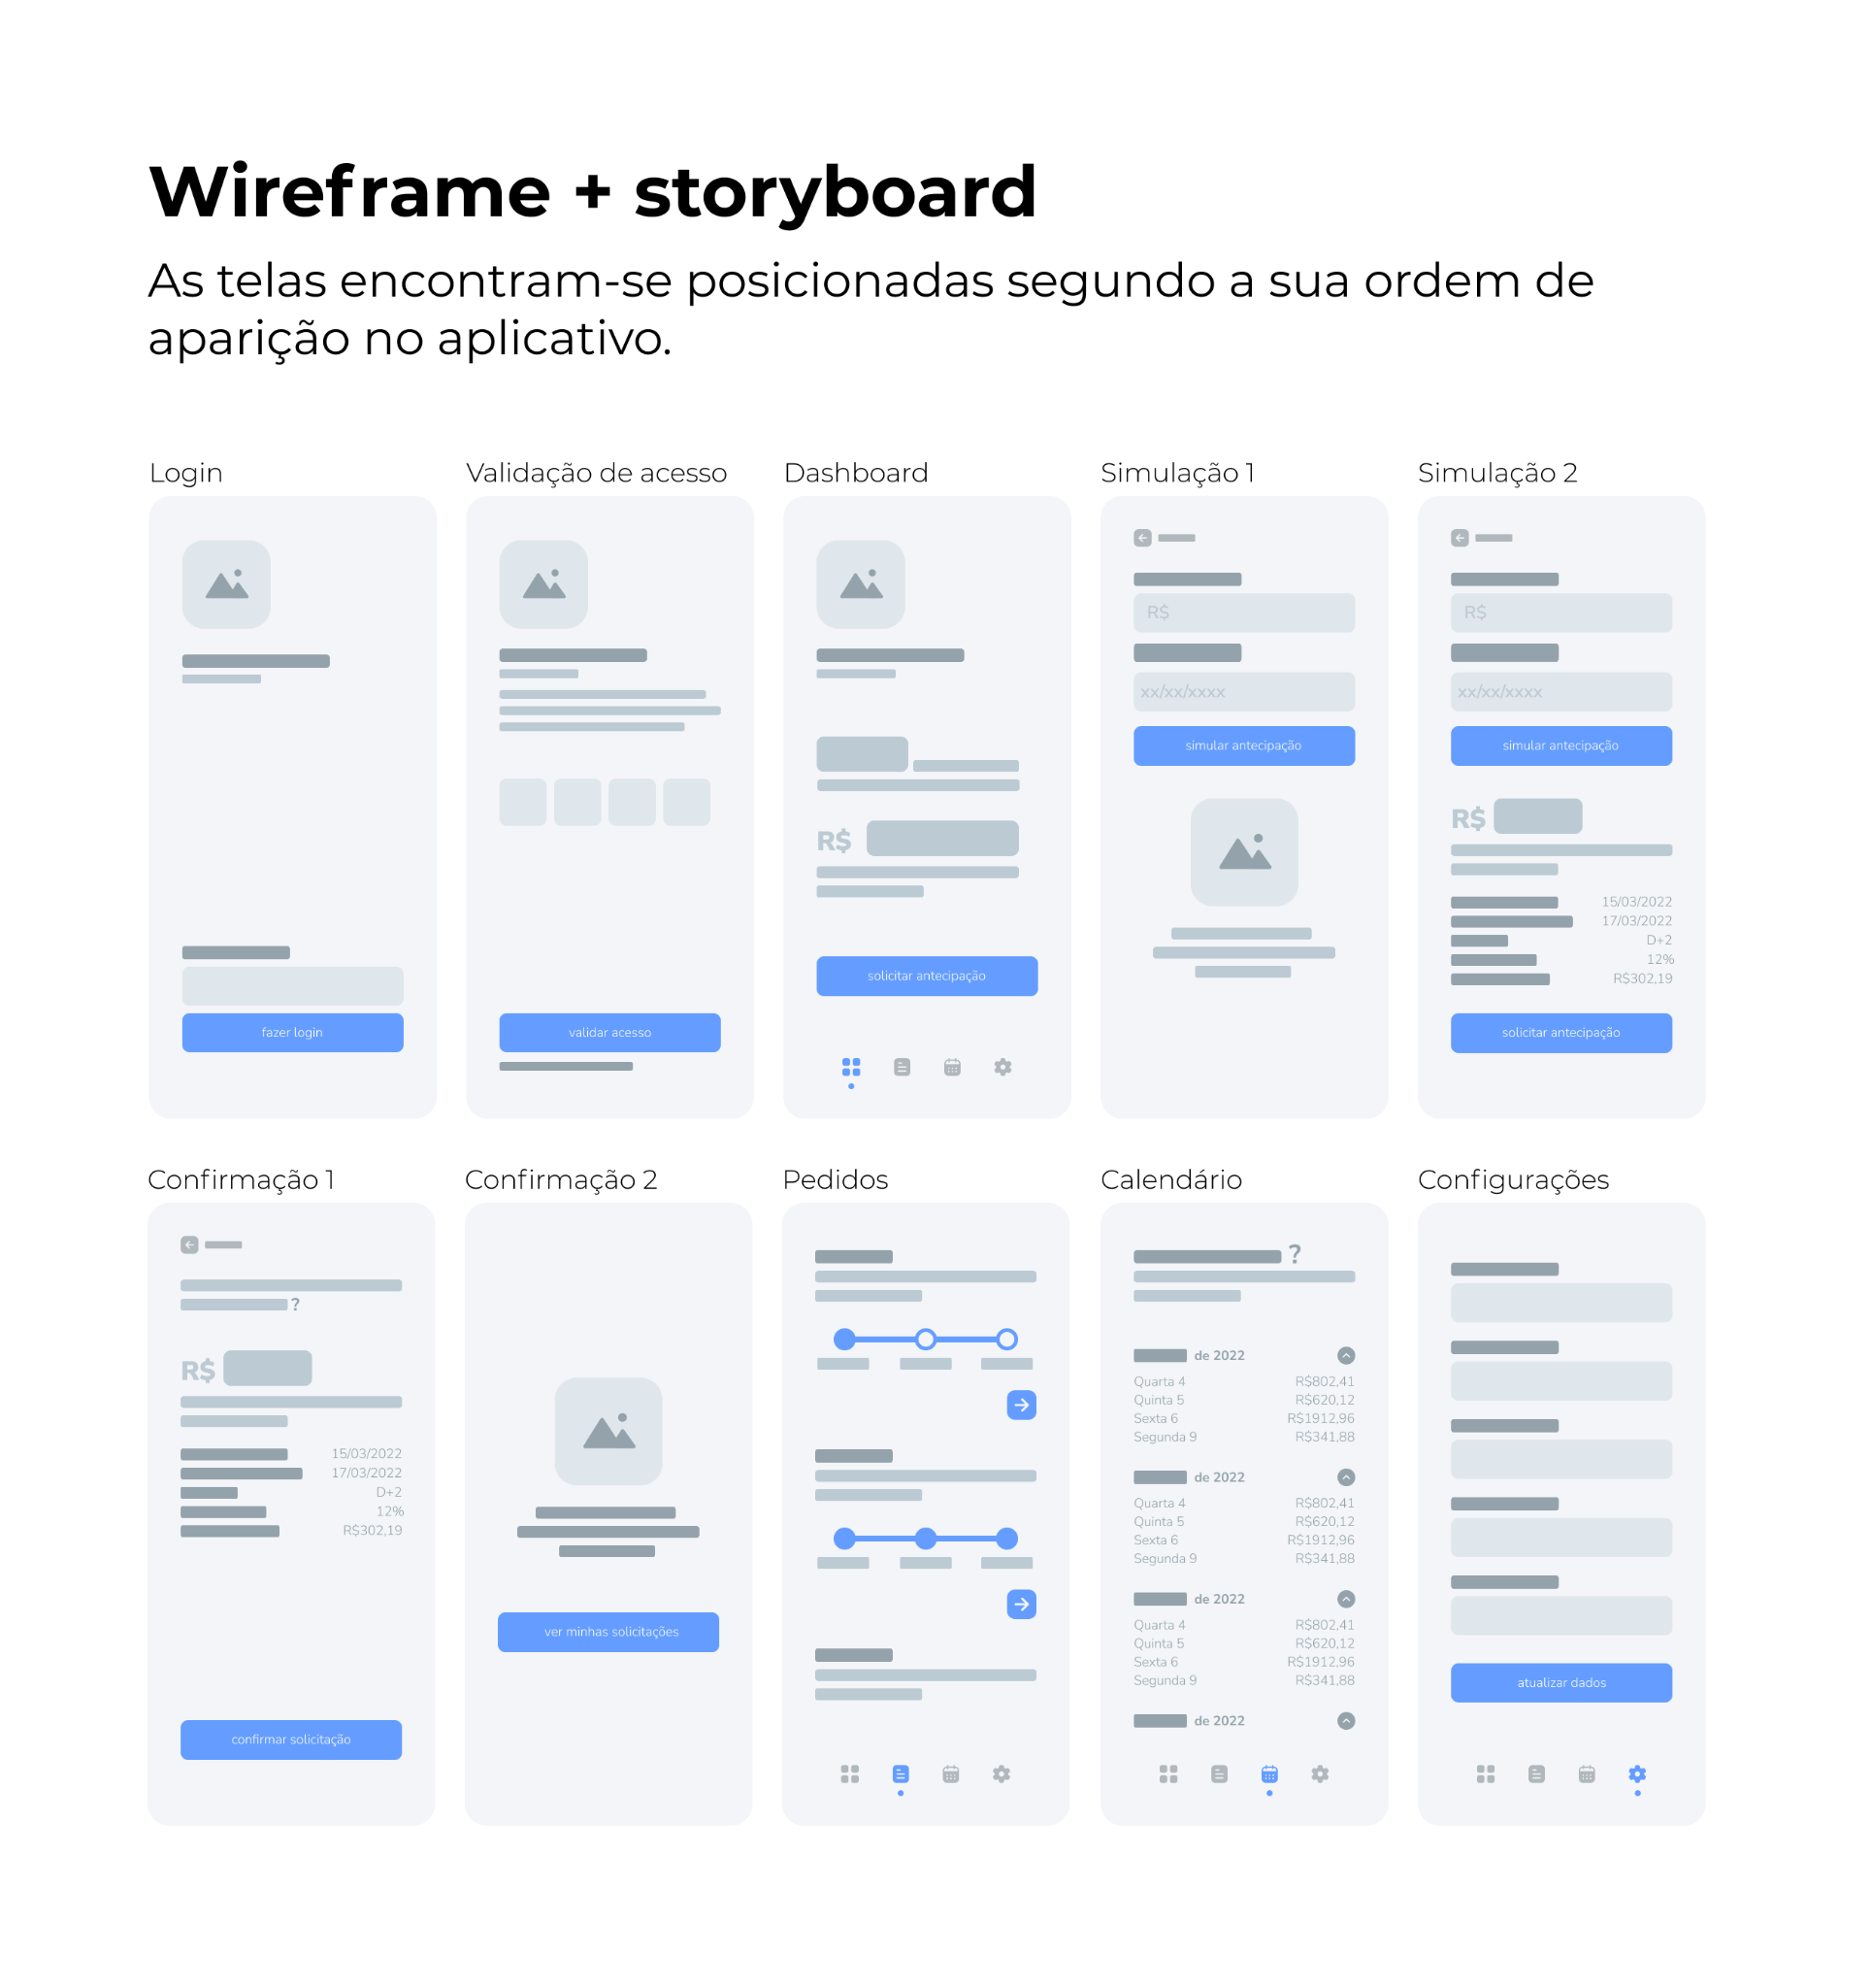 Wireframe + storyboard
As telas encontram-se posicionadas segundo a sua ordem de
aparição no aplicativo.
Login
fazer login
Validação de acesso
validar acesso
Dashboard
R$
solicitar antecipação
Simulação 1
R$
xx/xx/xxxx
simular antecipação
Simulação 2
R$
xx/xx/xxxx
simular antecipação
R$
15/03/2022
17/03/2022
D+2
12%
R$302,19
solicitar antecipação
Confirmação 1
?
R$
15/03/2022
17/03/2022
D+2
12%
R$302,19
confirmar solicitação
Confirmação 2
ver minhas solicitações
Pedidos
Calendário
?
de 2022
Quarta 4 R$802,41
Quinta 5 R$620,12
Sexta 6 R$1912,96
Segunda 9 R$341,88
de 2022
Quarta 4 R$802,41
Quinta 5 R$620,12
Sexta 6 R$1912,96
Segunda 9 R$341,88
de 2022
Quarta 4 R$802,41
Quinta 5 R$620,12
Sexta 6 R$1912,96
Segunda 9 R$341,88
de 2022
Configurações
atualizar dados